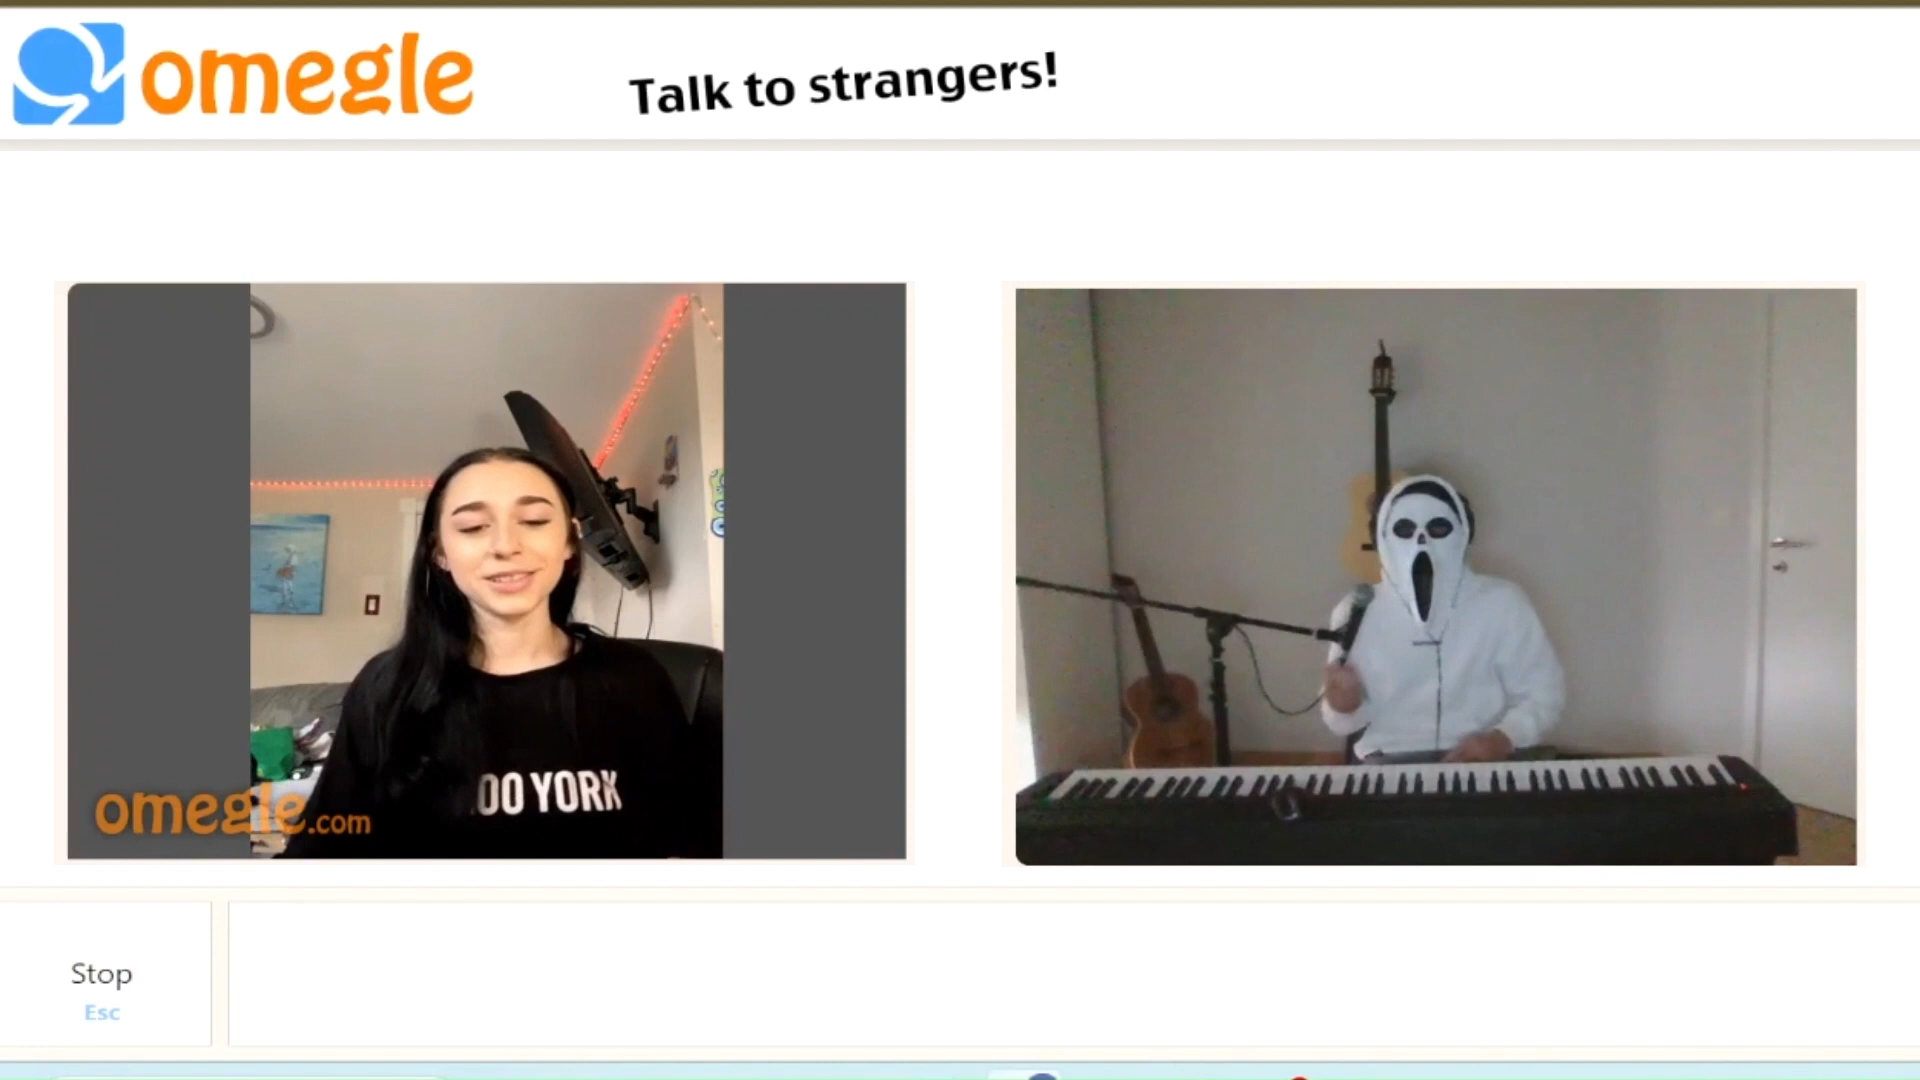 omegle
Talk to strangers!
OO YORK
omegle.com
Stop
Esc